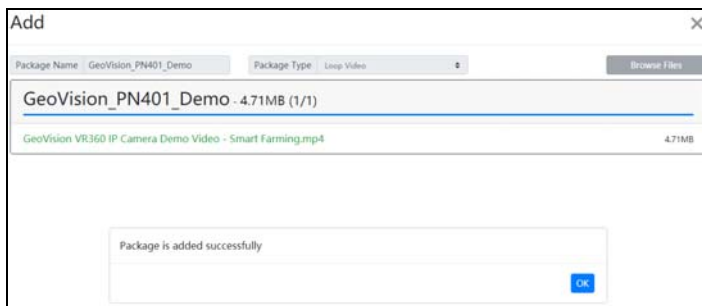 Add
Package Name GeoVision_PN401_Demo Package Type Loop Video Browse Files
GeoVision_PN401_Demo - 4.71MB (1/1)
GeoVision VR360 IP Camera Demo Video - Smart Farming.mp4 4.71MB
Package is added successfully
OK